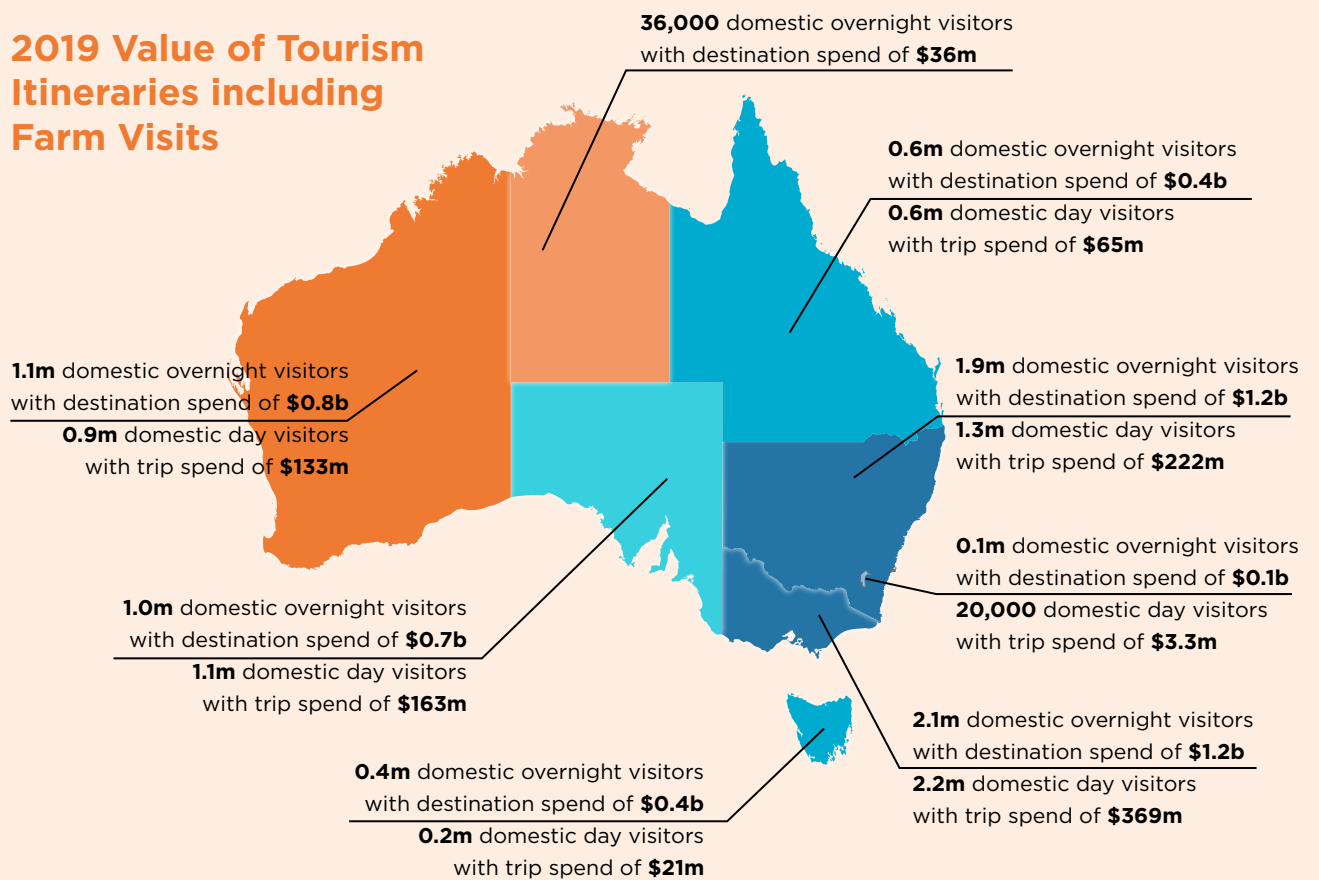 2019 Value of Tourism
Itineraries including
Farm Visits
36,000 domestic overnight visitors
with destination spend of $36m
0.6m domestic overnight visitors
with destination spend of $0.4b
0.6m domestic day visitors
with trip spend of $65m
1.1m domestic overnight visitors
with destination spend of $0.8b
0.9m domestic day visitors
with trip spend of $133m
1.9m domestic overnight visitors
with destination spend of $1.2b
1.3m domestic day visitors
with trip spend of $222m
0.1m domestic overnight visitors
with destination spend of $0.1b
20,000 domestic day visitors
with trip spend of $3.3m
1.0m domestic overnight visitors
with destination spend of $0.7b
1.1m domestic day visitors
with trip spend of $163m
2.1m domestic overnight visitors
with destination spend of $1.2b
2.2m domestic day visitors
with trip spend of $369m
0.4m domestic overnight visitors
with destination spend of $0.4b
0.2m domestic day visitors
with trip spend of $21m